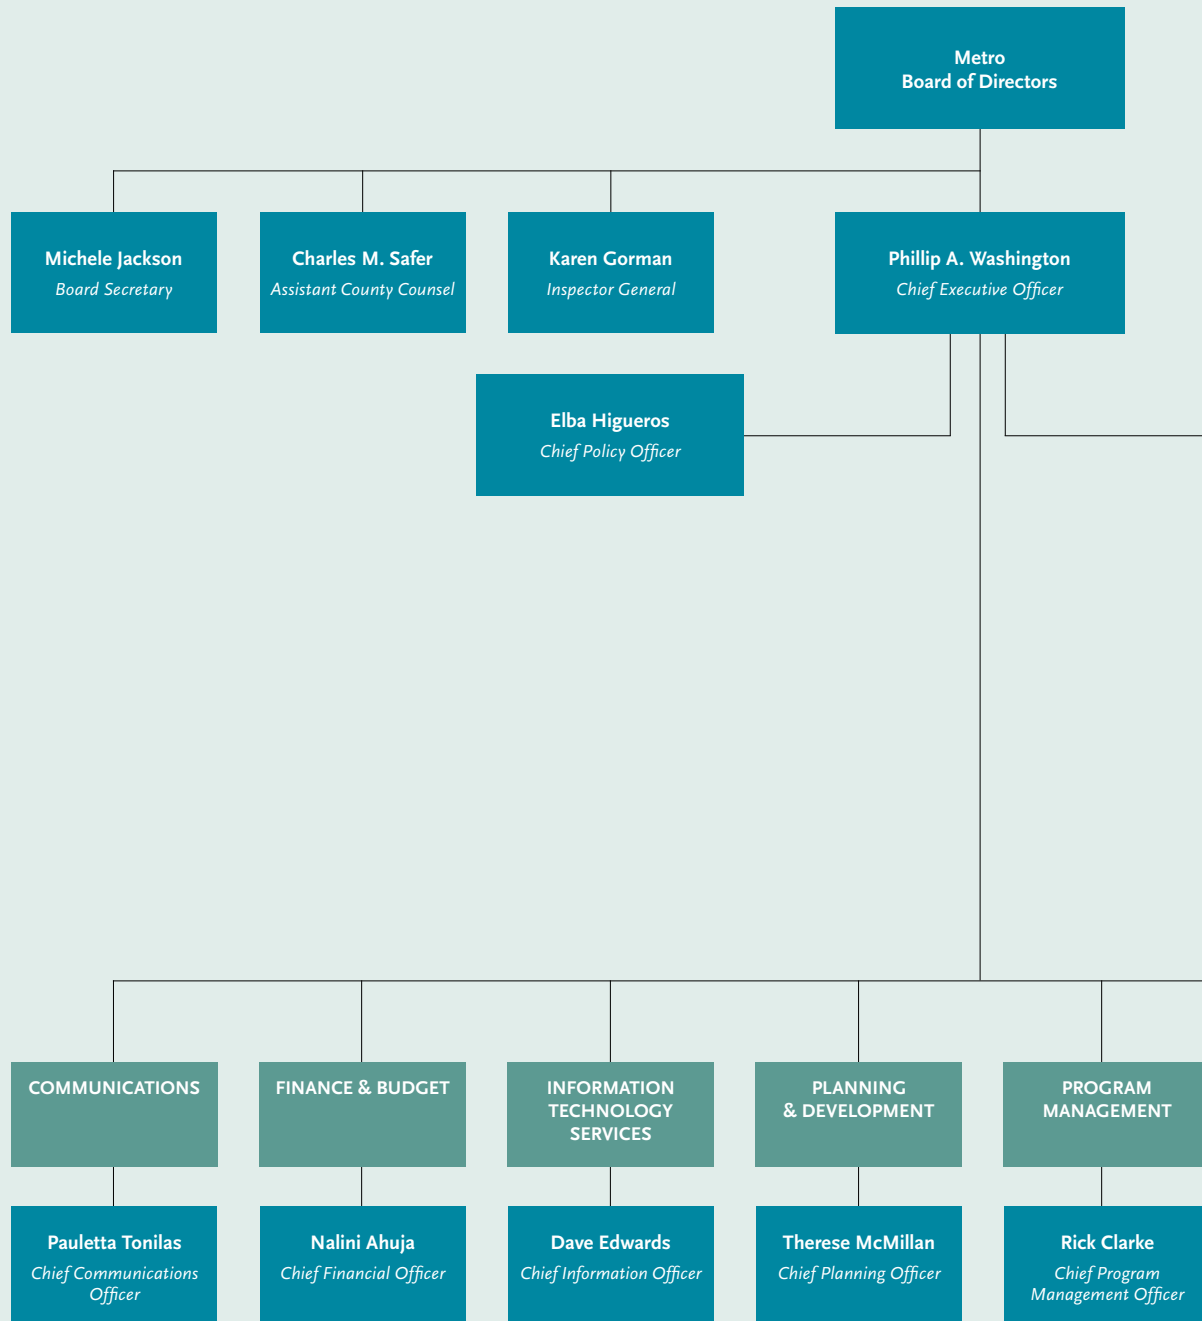 Metro
Board of Directors
Michele Jackson
Board Secretary
Charles M. Safer
Assistant County Counsel
Karen Gorman
Inspector General
Phillip A. Washington
Chief Executive Officer
Elba Higueros
Chief Policy Officer
COMMUNICATIONS
FINANCE & BUDGET
INFORMATION
TECHNOLOGY
SERVICES
PLANNING
& DEVELOPMENT
PROGRAM
MANAGEMENT
Pauletta Tonilas
Chief Communications
Officer
Nalini Ahuja
Chief Financial Officer
Dave Edwards
Chief Information Officer
Therese McMillan
Chief Planning Officer
Rick Clarke
Chief Program
Management Officer